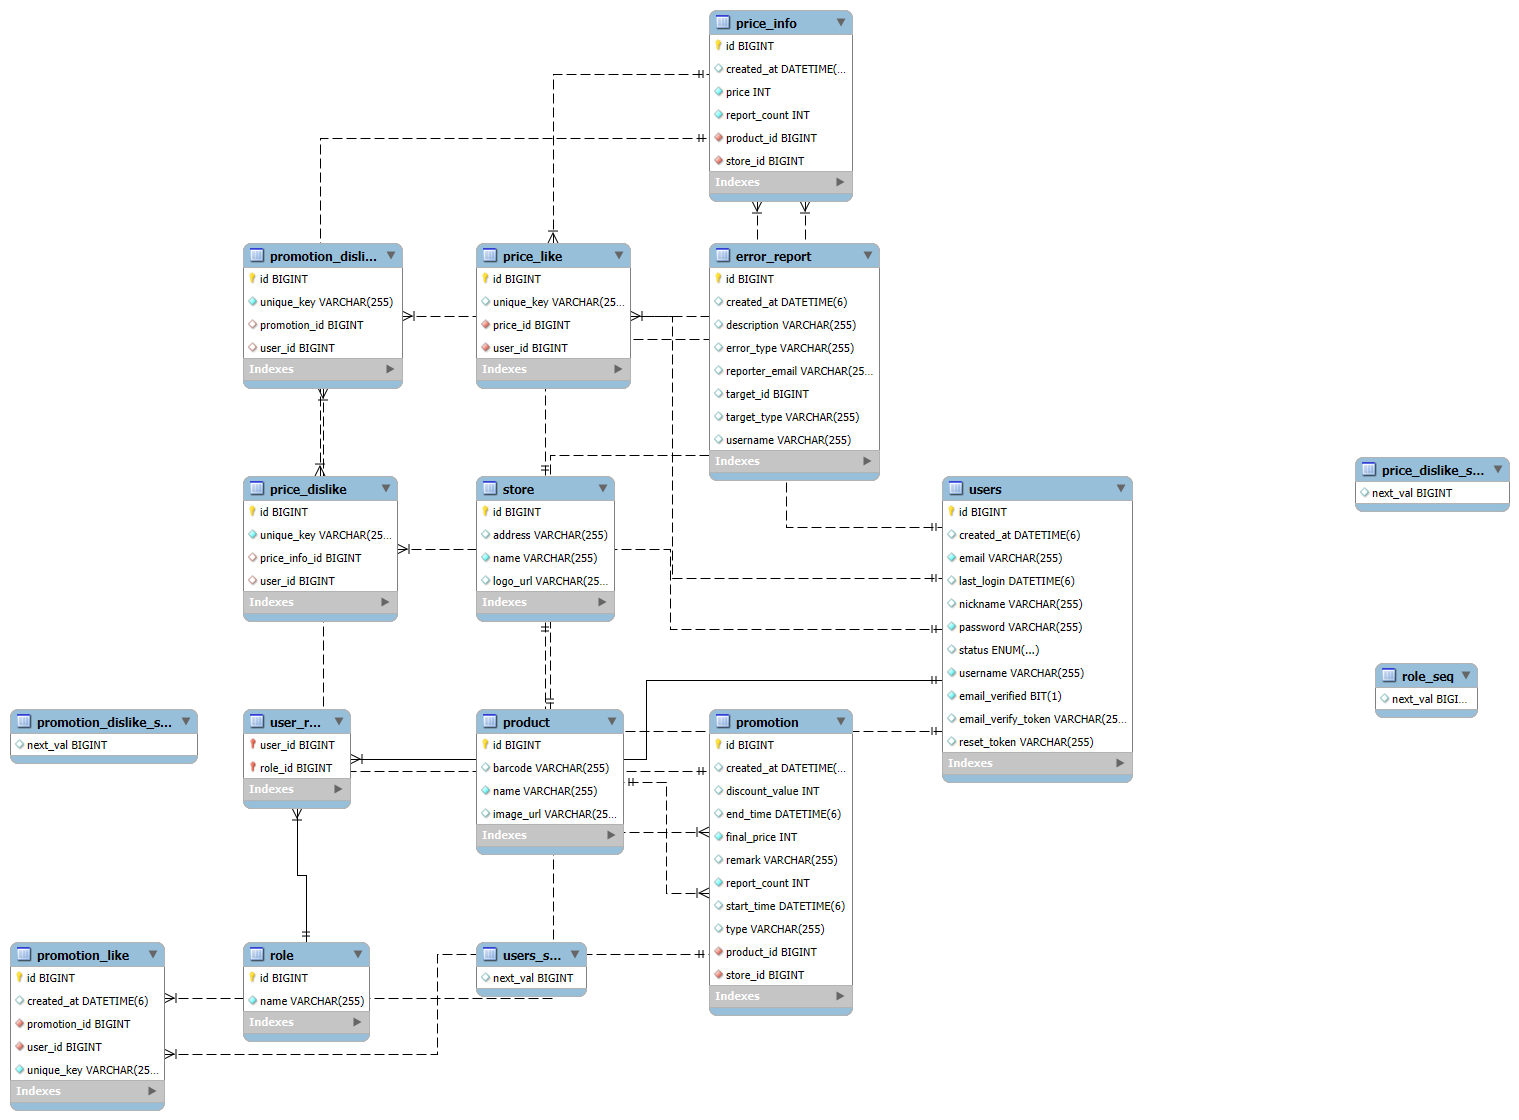 price_info
id BIGINT
created_at DATETIME(...
price INT
report_count INT
product_id BIGINT
store_id BIGINT
Indexes
promotion_disli...
id BIGINT
unique_key VARCHAR(255)
promotion_id BIGINT
user_id BIGINT
Indexes
price_like
id BIGINT
unique_key VARCHAR(25...
price_id BIGINT
user_id BIGINT
Indexes
error_report
id BIGINT
created_at DATETIME(6)
description VARCHAR(255)
error_type VARCHAR(255)
reporter_email VARCHAR(25...
target_id BIGINT
target_type VARCHAR(255)
username VARCHAR(255)
Indexes
price_dislike
id BIGINT
unique_key VARCHAR(25...
price_info_id BIGINT
user_id BIGINT
Indexes
store
id BIGINT
address VARCHAR(255)
name VARCHAR(255)
logo_url VARCHAR(25...
Indexes
users
id BIGINT
created_at DATETIME(6)
email VARCHAR(255)
last_login DATETIME(6)
nickname VARCHAR(255)
password VARCHAR(255)
status ENUM(...)
username VARCHAR(255)
email_verified BIT(1)
email_verify_token VARCHAR(25...
reset_token VARCHAR(255)
Indexes
price_dislike_s...
next_val BIGINT
role_seq
next_val BIGI...
promotion_dislike_s...
next_val BIGINT
user_r...
user_id BIGINT
role_id BIGINT
Indexes
product
id BIGINT
barcode VARCHAR(255)
name VARCHAR(255)
image_url VARCHAR(25...
Indexes
promotion
id BIGINT
created_at DATETIME(...
discount_value INT
end_time DATETIME(6)
final_price INT
remark VARCHAR(255)
report_count INT
start_time DATETIME(6)
type VARCHAR(255)
product_id BIGINT
store_id BIGINT
Indexes
promotion_like
id BIGINT
created_at DATETIME(6)
promotion_id BIGINT
user_id BIGINT
unique_key VARCHAR(25...
Indexes
role
id BIGINT
name VARCHAR(255)
Indexes
users_s...
next_val BIGINT